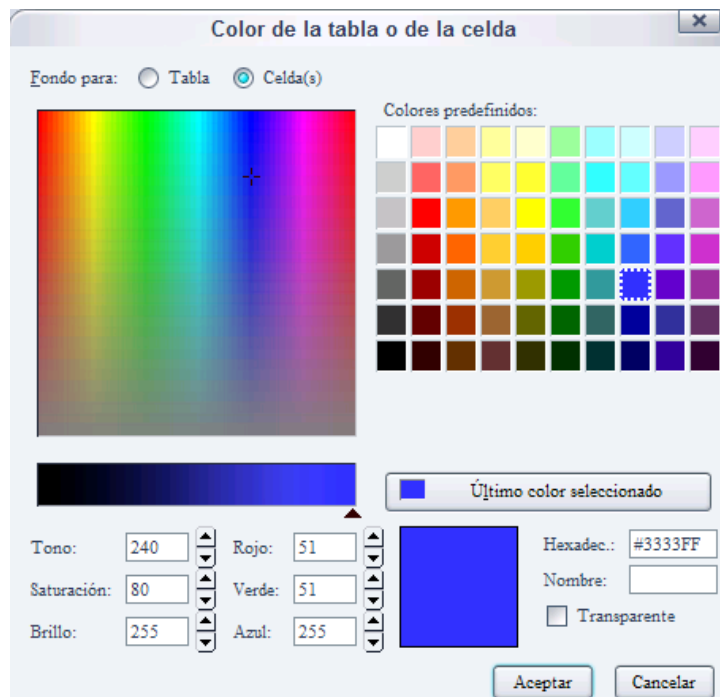 Color de la tabla o de la celda
Fondo para: Tabla Celda(s)
Colores predefinidos:
Último color seleccionado
Tono: 240 Rojo: 51 Hexadec.: #3333FF
Saturación: 80 Verde: 51 Nombre:
Transparente
Brillo: 255 Azul: 255
Aceptar Cancelar